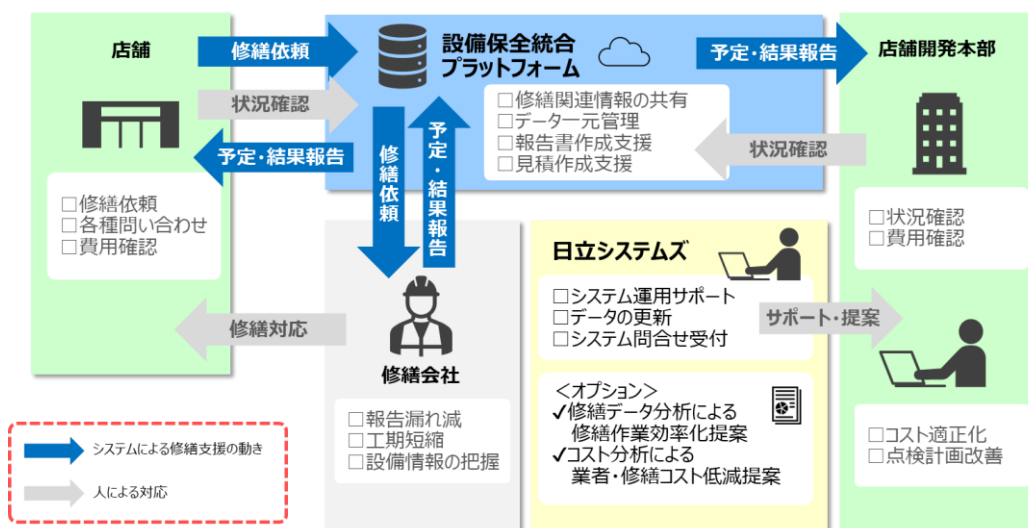 店舗
修繕依頼
状況確認
予定・結果報告
□修繕依頼
□各種問い合わせ
□費用確認
修繕対応
設備保全統合
プラットフォーム
□修繕関連情報の共有
□データ一元管理
□報告書作成支援
□見積作成支援
修繕依頼
予定・結果報告
予定・結果報告
状況確認
店舗開発本部
□状況確認
□費用確認
修繕会社
□報告漏れ減
□工期短縮
□設備情報の把握
日立システムズ
□システム運用サポート
□データの更新
□システム問合せ受付
<オプション>
✓修繕データ分析による
修繕作業効率化提案
✓コスト分析による
業者・修繕コスト低減提案
サポート・提案
□コスト適正化
□点検計画改善
システムによる修繕支援の動き
人による対応